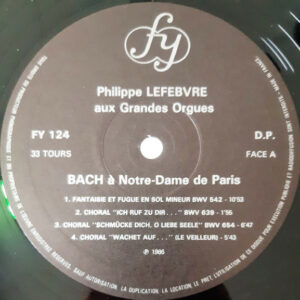 fy
Philippe LEFEBVRE
aux Grandes Orgues
FY 124
D.P.
33 TOURS
FACE A
BACH à Notre-Dame de Paris
1. FANTAISIE ET FUGUE EN SOL MINEUR BWV 542 - 10'53
2. CHORAL "ICH RUF ZU DIR . . ." BWV 639 - 1'55
3. CHORAL "SCHMÜCKE DICH, O LIEBE SEELE" BWV 654 - 6'47
4. CHORAL "WACHET AUF. . ." (LE VEILLEUR) - 5'43
℗ 1986